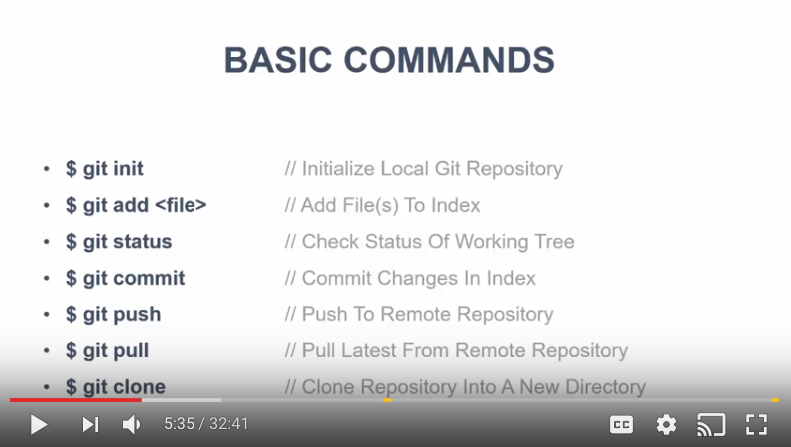 BASIC COMMANDS
• $ git init // Initialize Local Git Repository
• $ git add <file> // Add File(s) To Index
• $ git status // Check Status Of Working Tree
• $ git commit // Commit Changes In Index
• $ git push // Push To Remote Repository
• $ git pull // Pull Latest From Remote Repository
• $ git clone // Clone Repository Into A New Directory
5:35 / 32:41 CC